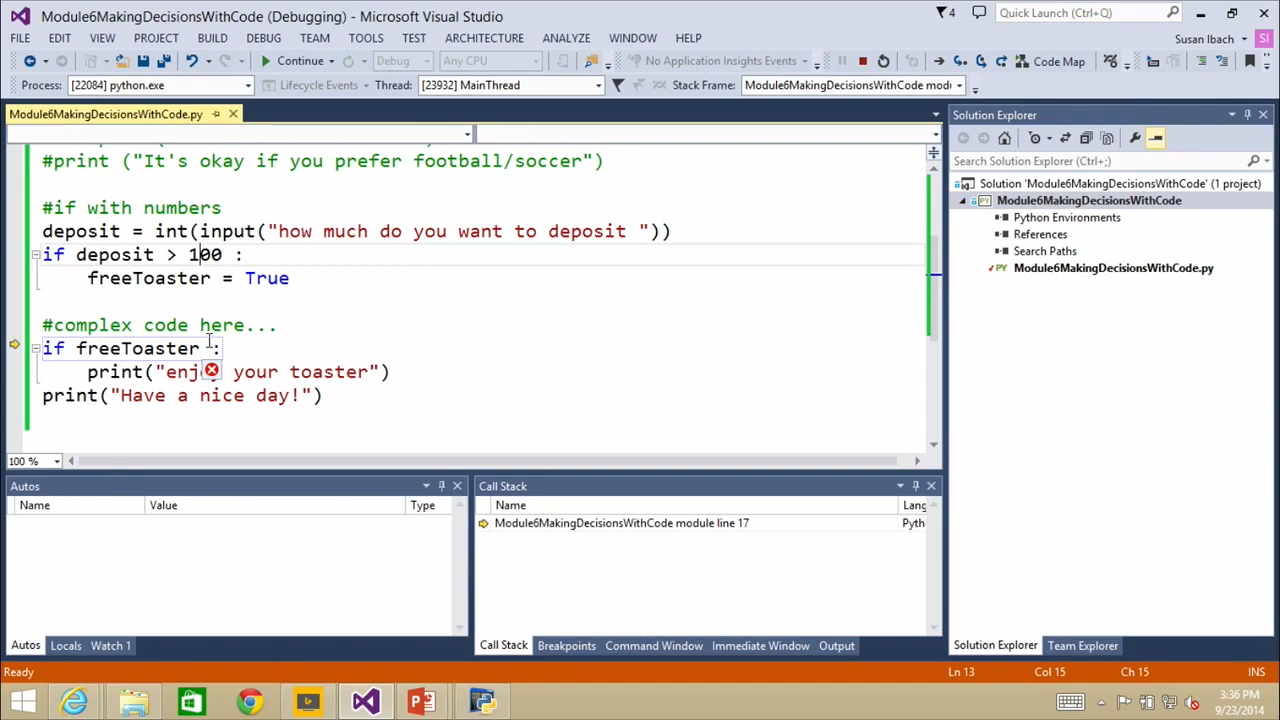 Module6MakingDecisionsWithCode (Debugging) - Microsoft Visual Studio
4
Quick Launch (Ctrl+Q)
FILE EDIT VIEW PROJECT BUILD DEBUG TEAM TOOLS TEST ARCHITECTURE ANALYZE WINDOW HELP
Susan Ibach SI
Continue Debug Any CPU No Application Insights Events Code Map
Process: [22084] python.exe Lifecycle Events Thread: [23932] MainThread Stack Frame: Module6MakingDecisionsWithCode modu
Module6MakingDecisionsWithCode.py
#print ("It's okay if you prefer football/soccer")
#if with numbers
deposit = int(input("how much do you want to deposit "))
if deposit > 100 :
freeToaster = True
#complex code here...
if freeToaster :
print("enjoy your toaster")
print("Have a nice day!")
100 %
Solution Explorer
Search Solution Explorer (Ctrl+;)
Solution 'Module6MakingDecisionsWithCode' (1 project)
Module6MakingDecisionsWithCode
Python Environments
References
Search Paths
Module6MakingDecisionsWithCode.py
Autos
Name Value Type
Autos Locals Watch 1
Call Stack
Name Lang
Module6MakingDecisionsWithCode module line 17 Pyth
Call Stack Breakpoints Command Window Immediate Window Output
Solution Explorer Team Explorer
Ready Ln 13 Col 15 Ch 15 INS
3:36 PM
9/23/2014